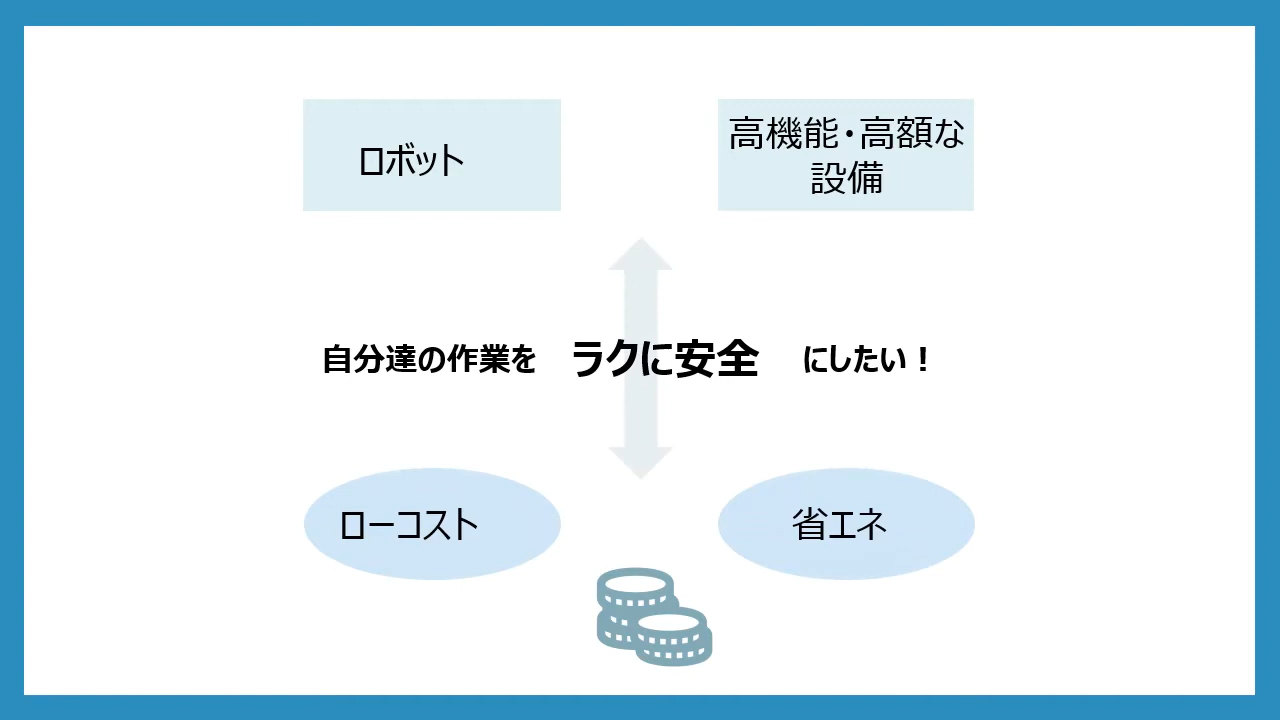 ロボット
高機能・高額な
設備
自分達の作業を ラクに安全 にしたい！
ローコスト
省エネ